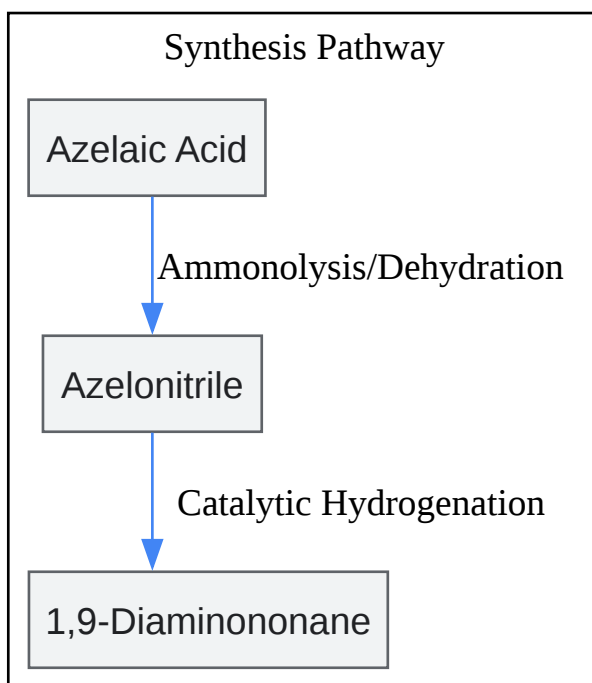 Synthesis Pathway
Azelaic Acid
Ammonolysis/Dehydration
Azelonitrile
Catalytic Hydrogenation
1,9-Diaminononane